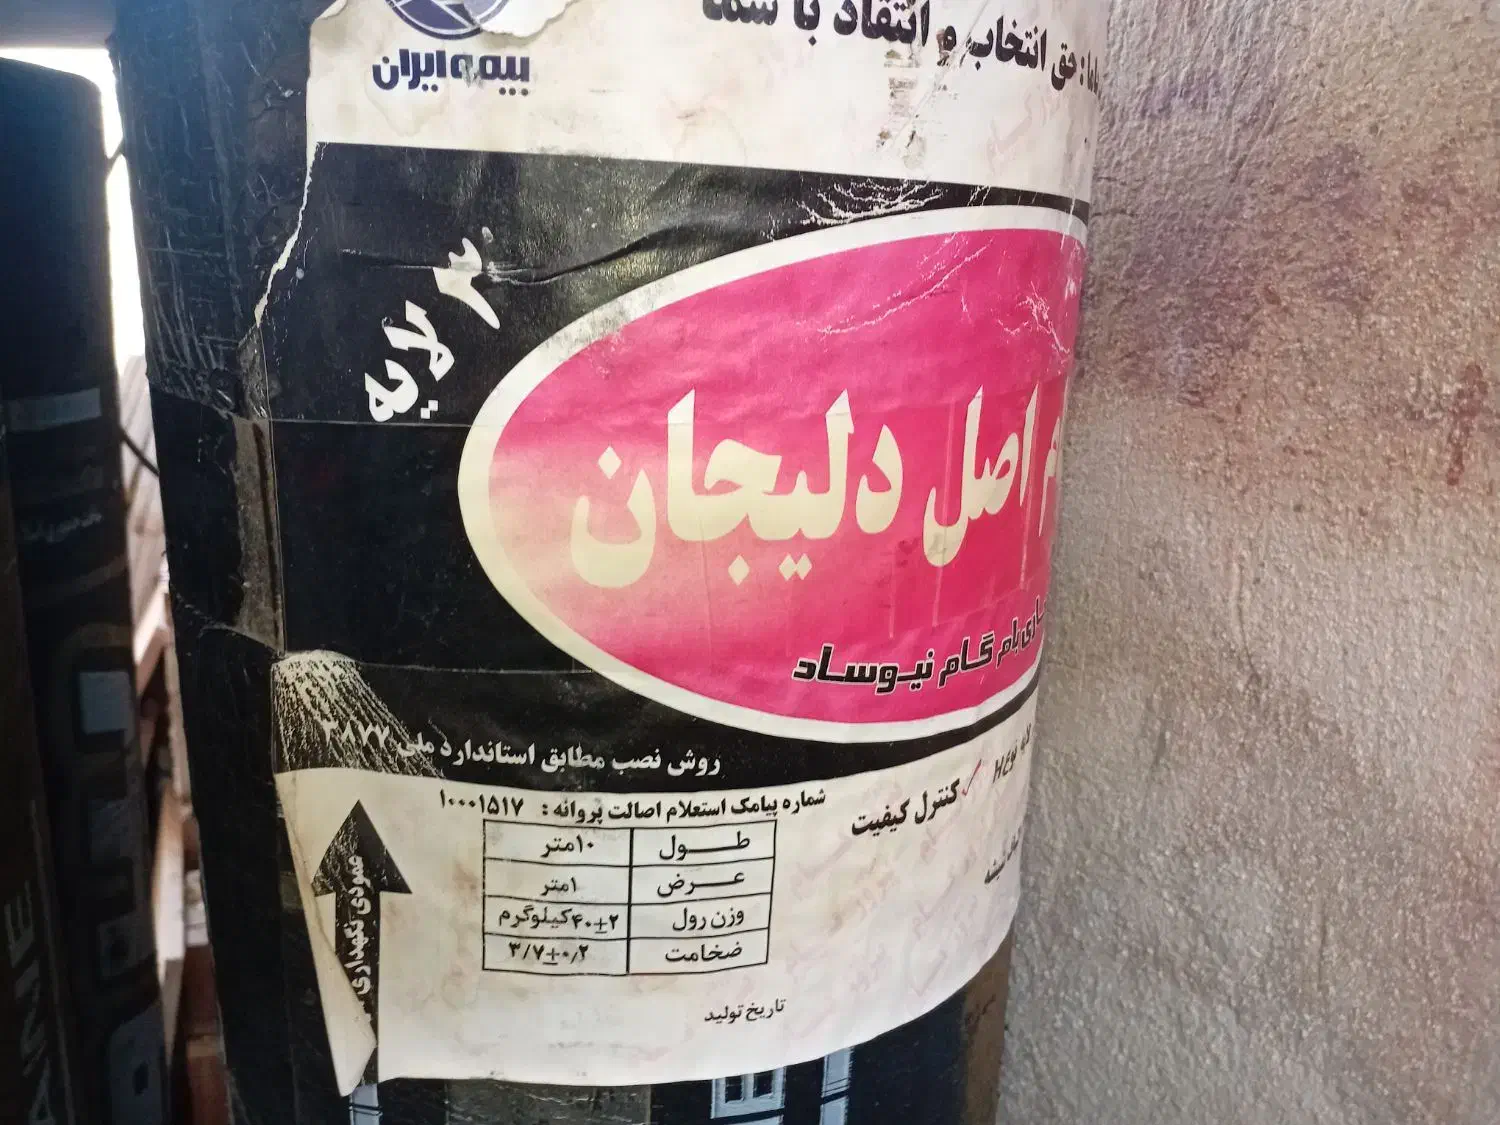 بیمه ایران
حق انتخاب و انتقاد با شما
۳ لایه
اصل دلیجان
بام گام نیوساد
روش نصب مطابق استاندارد ملی ۳۸۷۷
شماره پیامک استعلام اصالت پروانه : ۱۰۰۰۱۵۱۷
کنترل کیفیت
طول ۱۰متر
عرض ۱متر
وزن رول ۴۰±۲کیلوگرم
ضخامت ۳/۷±۰/۲
عمودی نگهداری
تاریخ تولید